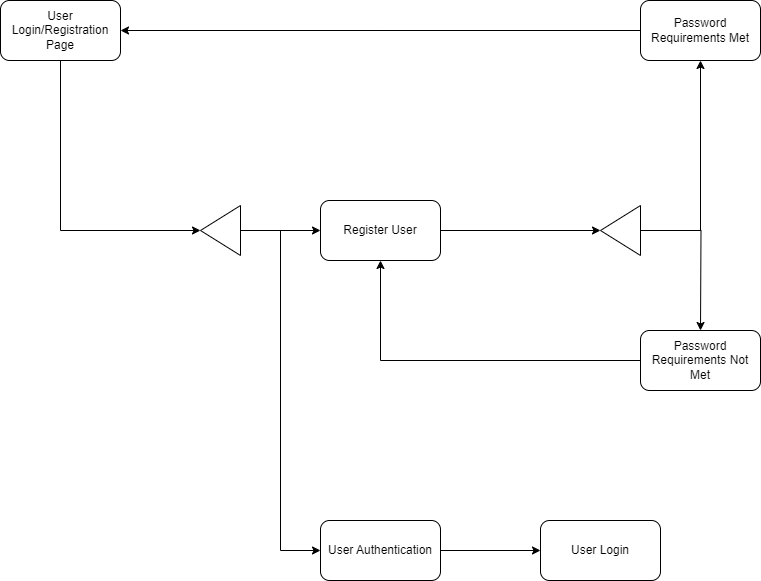 User
Login/Registration
Page
Password
Requirements Met
Register User
Password
Requirements Not
Met
User Authentication
User Login